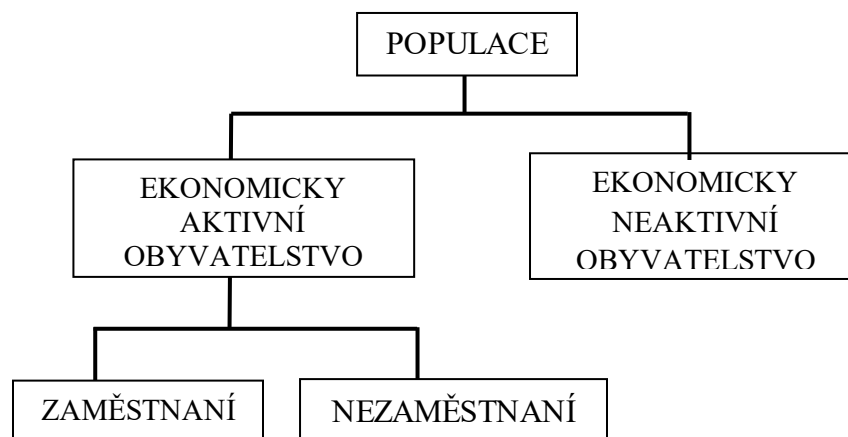 POPULACE
EKONOMICKY
AKTIVNÍ
OBYVATELSTVO
EKONOMICKY
NEAKTIVNÍ
OBYVATELSTVO
ZAMĚSTNANÍ
NEZAMĚSTNANÍ